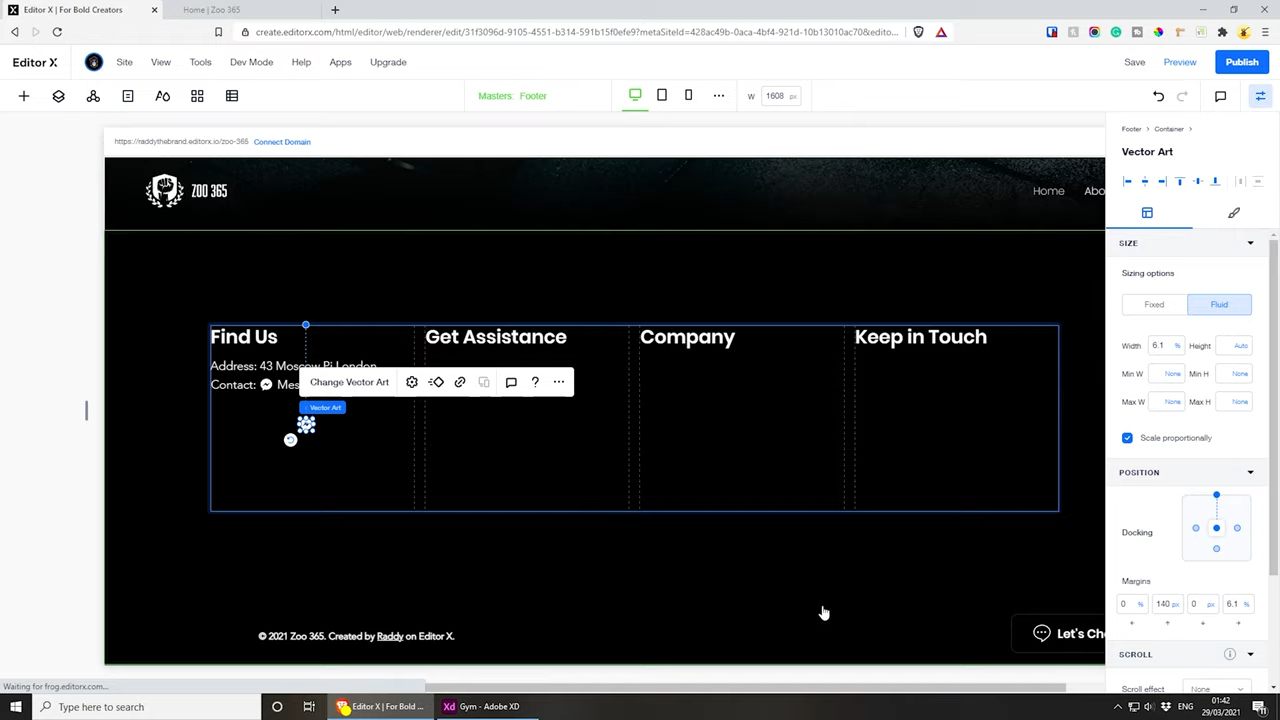 Editor X | For Bold Creators
Home | Zoo 365
create.editorx.com/html/editor/web/renderer/edit/31f3096d-9105-4551-b314-591b15f0efe9?metaSiteId=428ac49b-0aca-4bf4-921d-10b13010ac70&edito...
Editor X
Site
View
Tools
Dev Mode
Help
Apps
Upgrade
Save
Preview
Publish
Masters: Footer
W
1608 px
https://raddythebrand.editorx.io/zoo-365
Connect Domain
ZOO 365
Home
Abo
Footer
Container
Vector Art
SIZE
Sizing options
Fixed
Fluid
Width
6.1 %
Height
Auto
Min W
None
Min H
None
Max W
None
Max H
None
Scale proportionally
POSITION
Docking
Margins
0 %
140 px
0 px
6.1 %
SCROLL
Scroll effect
None
Find Us
Get Assistance
Company
Keep in Touch
Address: 43 Moscow Pi London
Contact:
Mes
Change Vector Art
Vector Art
© 2021 Zoo 365. Created by Raddy on Editor X.
Let's Ch
Waiting for frog.editorx.com...
Type here to search
Editor X | For Bold ...
Xd
Gym - Adobe XD
ENG
01:42
29/03/2021